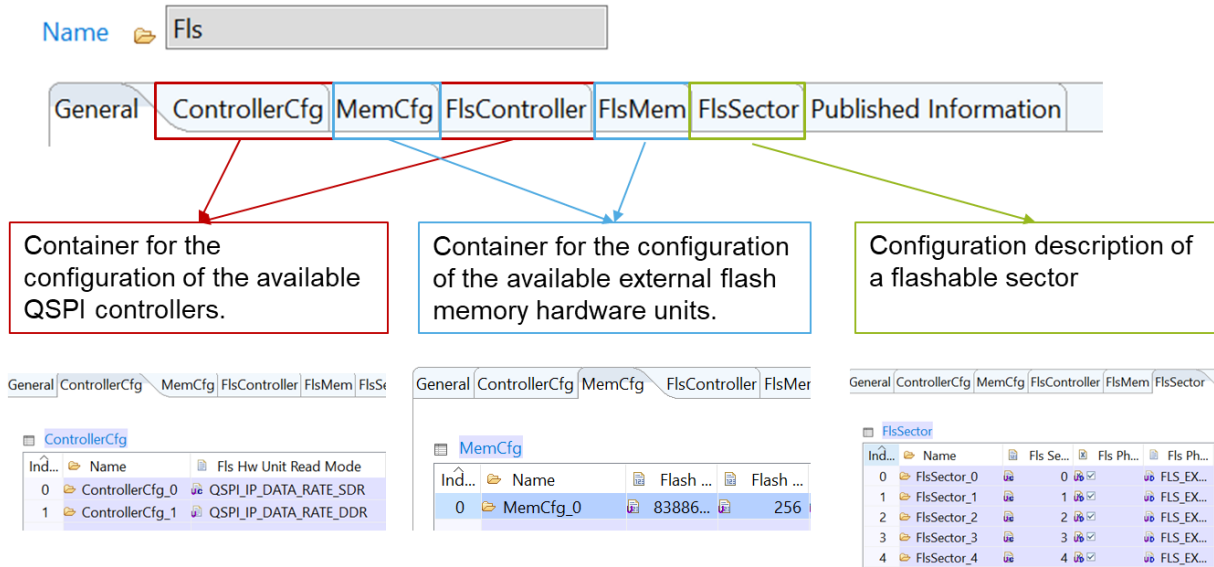 Name Fls
General ControllerCfg MemCfg FlsController FlsMem FlsSector Published Information
Container for the
configuration of the available
QSPI controllers.
Container for the configuration
of the available external flash
memory hardware units.
Configuration description of
a flashable sector
General ControllerCfg MemCfg FlsController FlsMem FlsSe
ControllerCfg
Ind... Name Fls Hw Unit Read Mode
0 ControllerCfg_0 QSPI_IP_DATA_RATE_SDR
1 ControllerCfg_1 QSPI_IP_DATA_RATE_DDR
General ControllerCfg MemCfg FlsController FlsMer
MemCfg
Ind... Name Flash ... Flash ...
0 MemCfg_0 83886... 256
General ControllerCfg MemCfg FlsController FlsMem FlsSector
FlsSector
Ind... Name Fls Se... Fls Ph... Fls Ph...
0 FlsSector_0 0 FLS_EX...
1 FlsSector_1 1 FLS_EX...
2 FlsSector_2 2 FLS_EX...
3 FlsSector_3 3 FLS_EX...
4 FlsSector_4 4 FLS_EX...